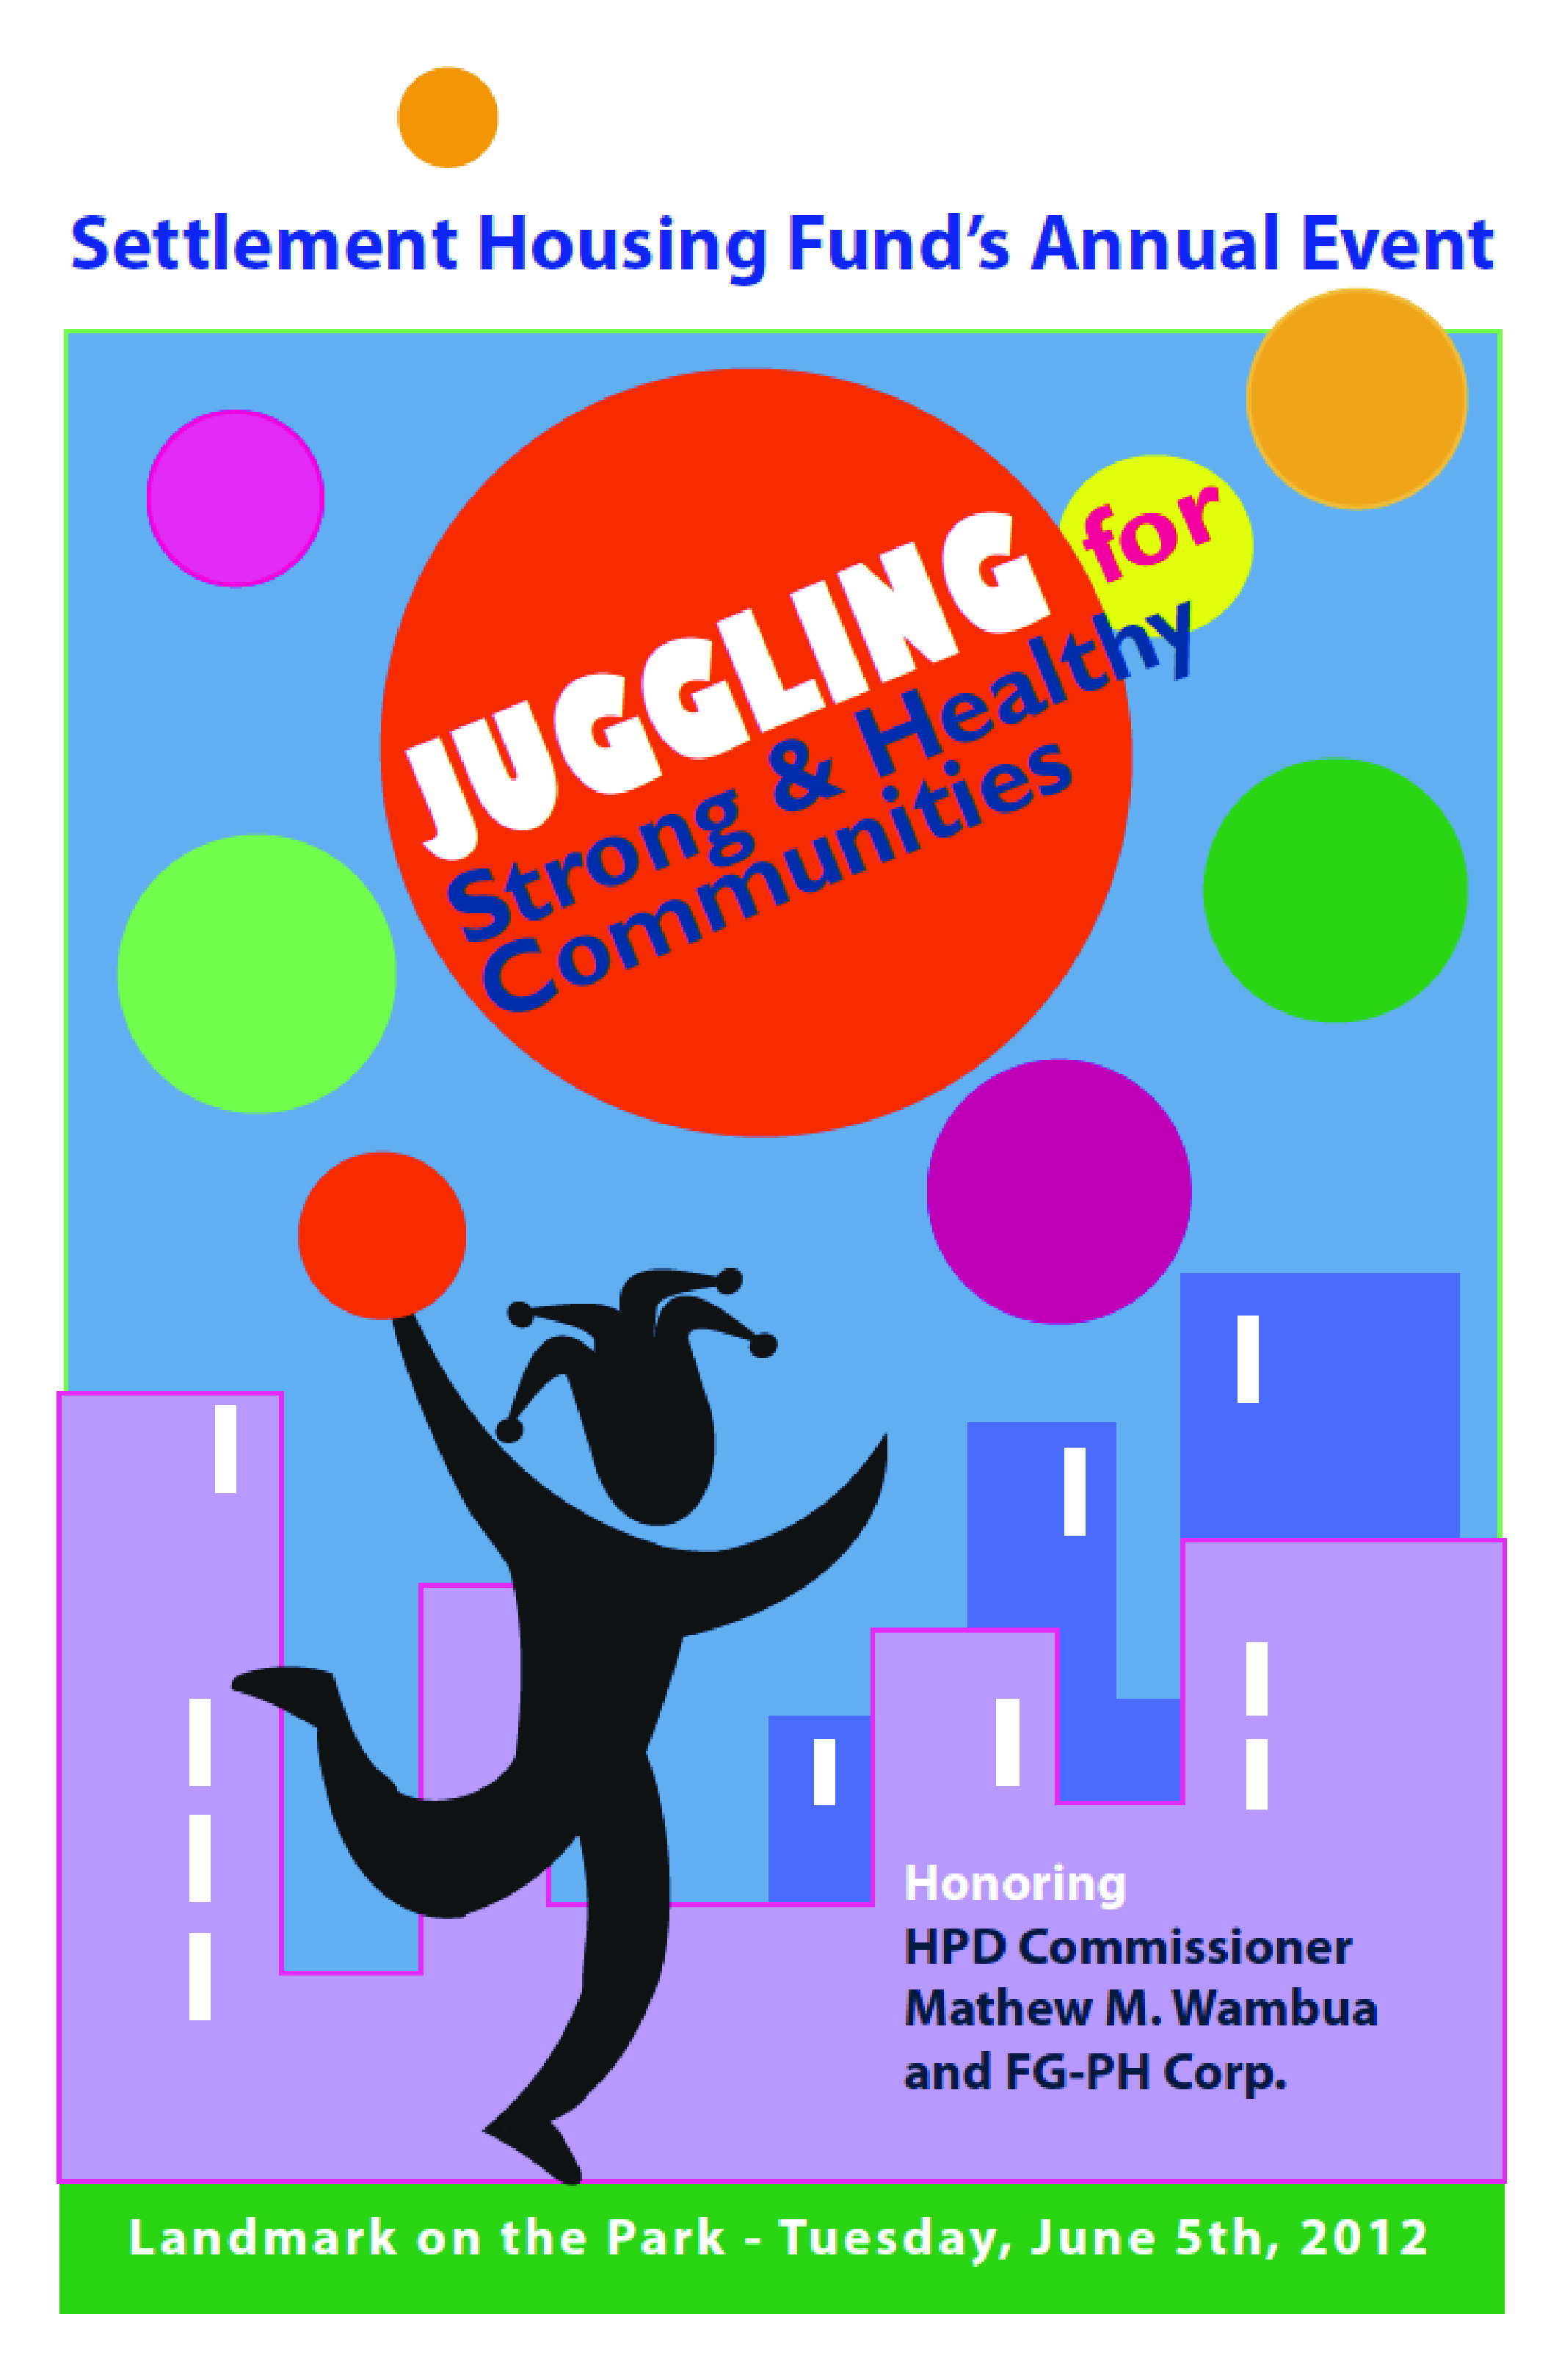 Settlement Housing Fund's Annual Event
JUGGLING for
Strong & Healthy
Communities
Honoring
HPD Commissioner
Mathew M. Wambua
and FG-PH Corp.
Landmark on the Park - Tuesday, June 5th, 2012